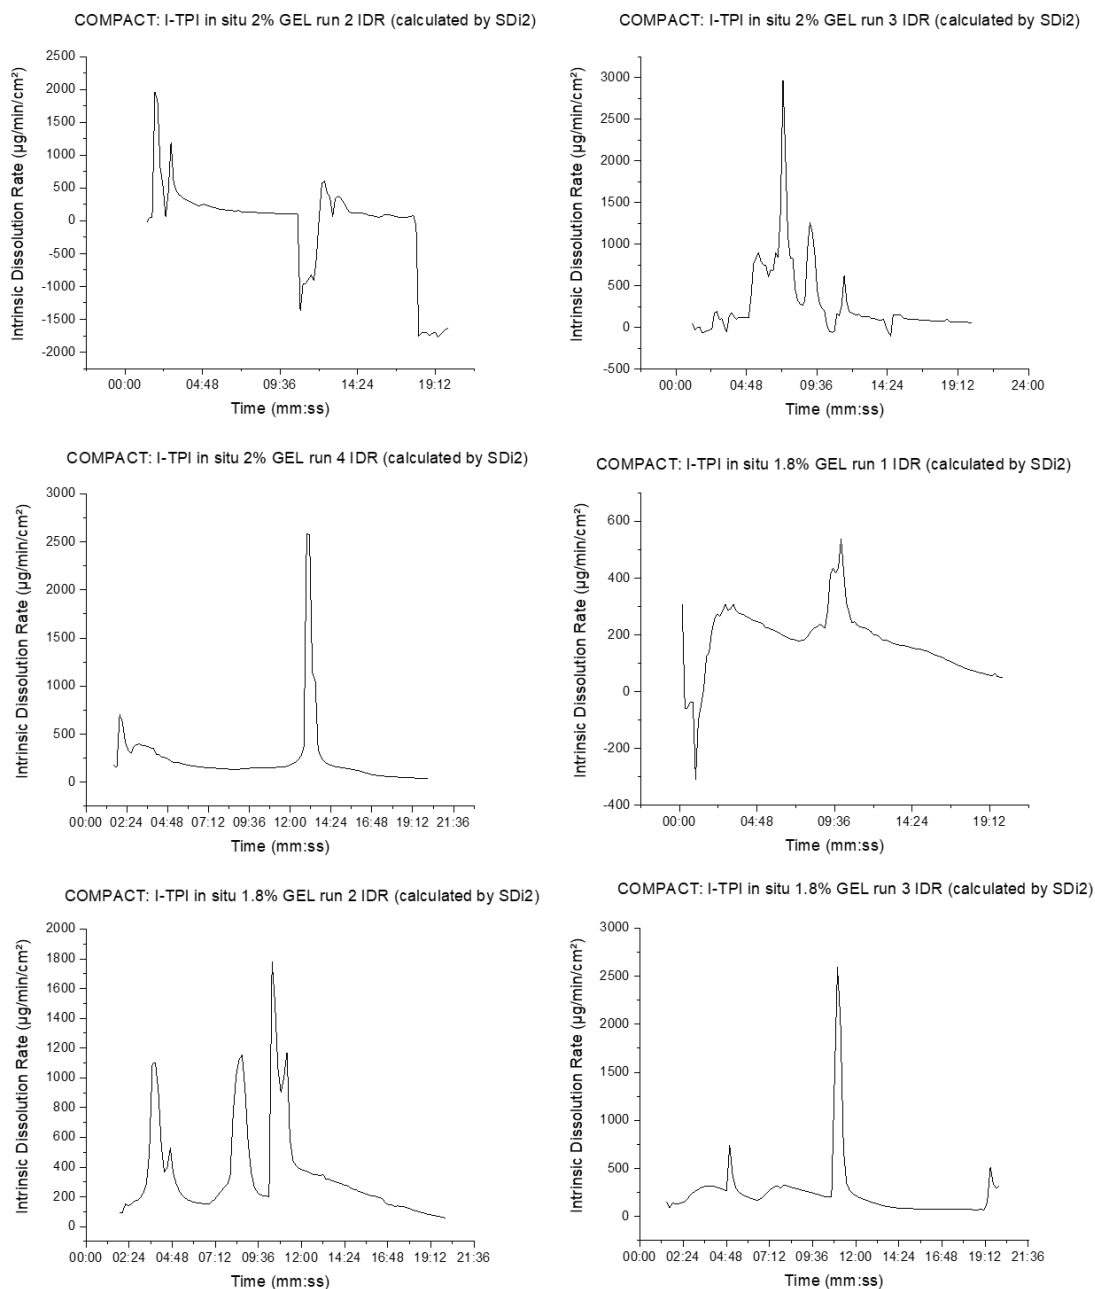 COMPACT: I-TPI in situ 2% GEL run 2 IDR (calculated by SDi2)
Intrinsic Dissolution Rate (µg/min/cm²)
2500
2000
1500
1000
500
0
-500
-1000
-1500
-2000
00:00 04:48 09:36 14:24 19:12
Time (mm:ss)
COMPACT: I-TPI in situ 2% GEL run 3 IDR (calculated by SDi2)
Intrinsic Dissolution Rate (µg/min/cm²)
3000
2500
2000
1500
1000
500
0
-500
00:00 04:48 09:36 14:24 19:12 24:00
Time (mm:ss)
COMPACT: I-TPI in situ 2% GEL run 4 IDR (calculated by SDi2)
Intrinsic Dissolution Rate (µg/min/cm²)
3000
2500
2000
1500
1000
500
0
00:00 02:24 04:48 07:12 09:36 12:00 14:24 16:48 19:12 21:36
Time (mm:ss)
COMPACT: I-TPI in situ 1.8% GEL run 1 IDR (calculated by SDi2)
Intrinsic Dissolution Rate (µg/min/cm²)
600
400
200
0
-200
-400
00:00 04:48 09:36 14:24 19:12
Time (mm:ss)
COMPACT: I-TPI in situ 1.8% GEL run 2 IDR (calculated by SDi2)
Intrinsic Dissolution Rate (µg/min/cm²)
2000
1800
1600
1400
1200
1000
800
600
400
200
0
00:00 02:24 04:48 07:12 09:36 12:00 14:24 16:48 19:12 21:36
Time (mm:ss)
COMPACT: I-TPI in situ 1.8% GEL run 3 IDR (calculated by SDi2)
Intrinsic Dissolution Rate (µg/min/cm²)
3000
2500
2000
1500
1000
500
0
00:00 02:24 04:48 07:12 09:36 12:00 14:24 16:48 19:12 21:36
Time (mm:ss)